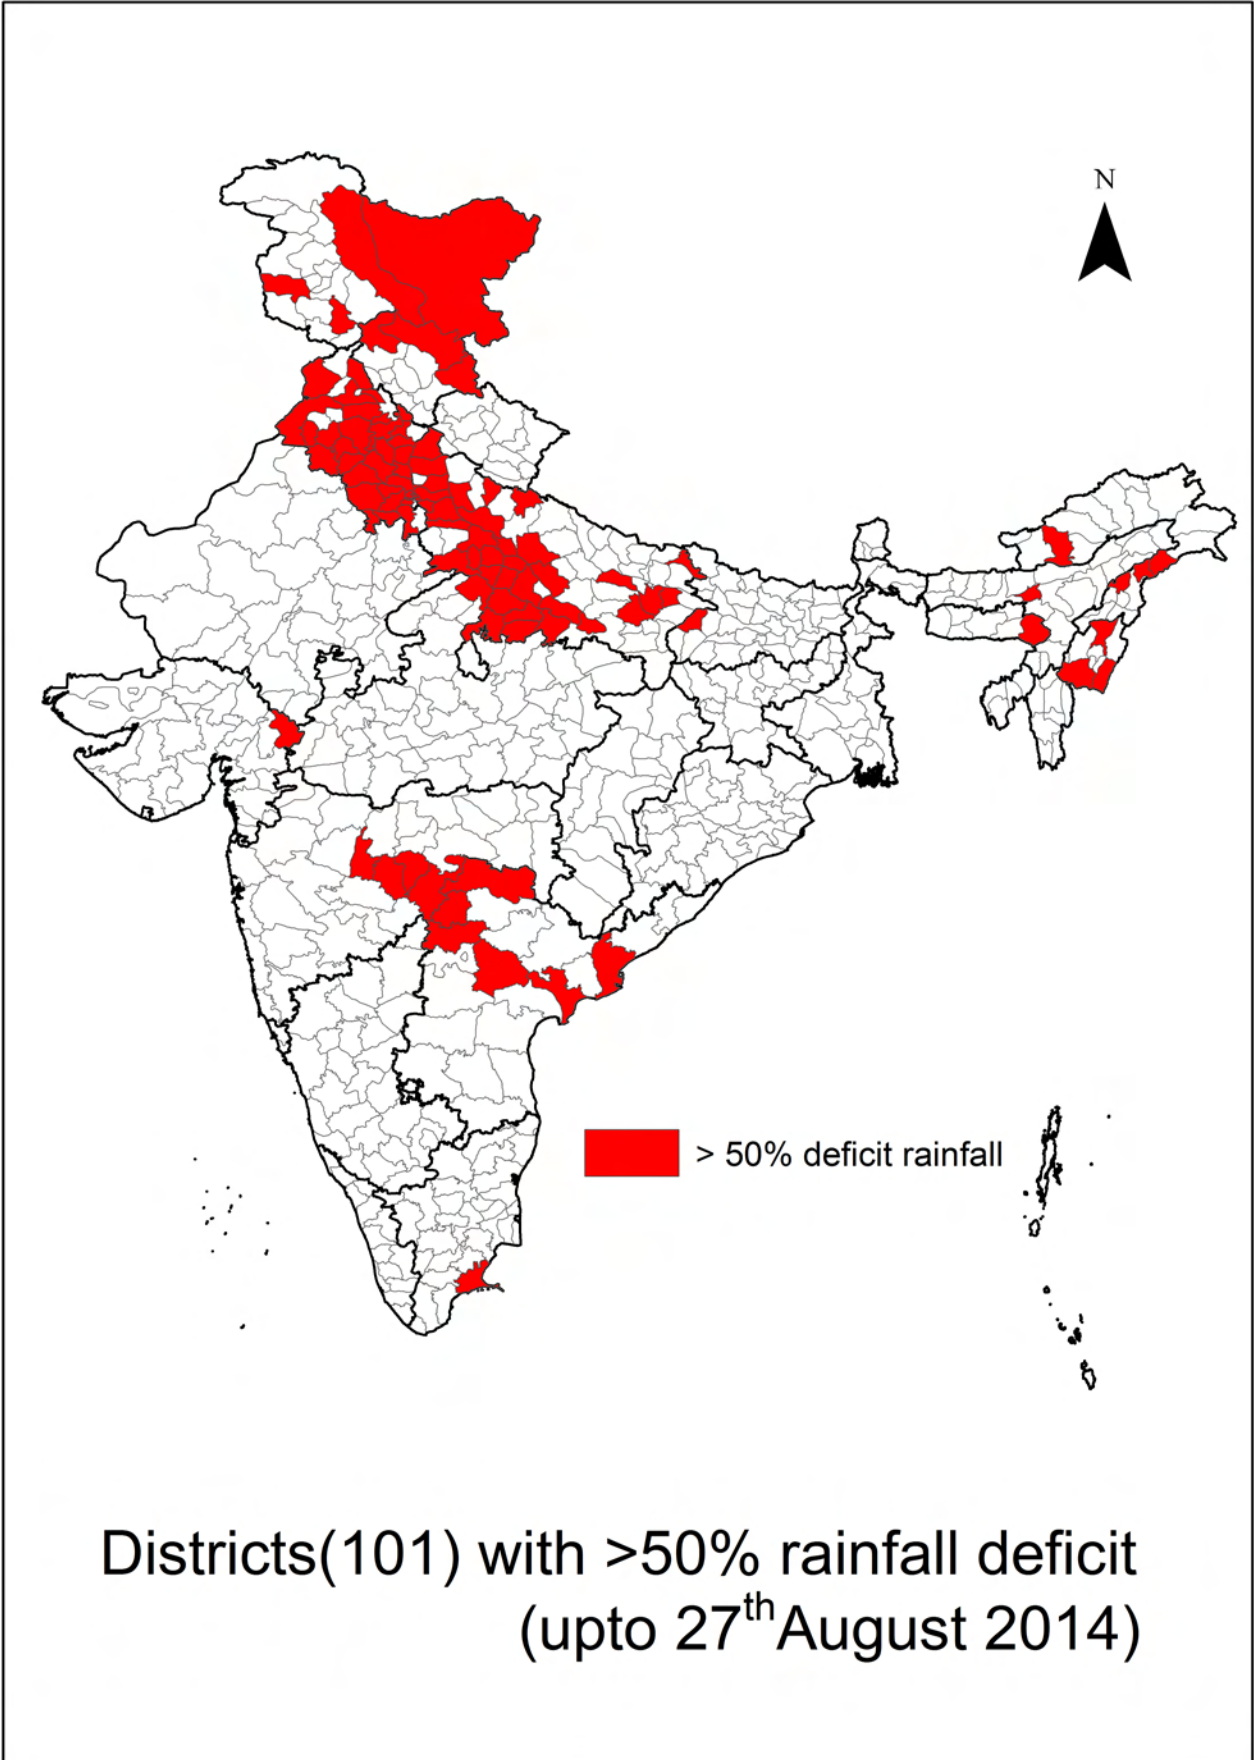 N
> 50% deficit rainfall
Districts(101) with >50% rainfall deficit
(upto 27thAugust 2014)